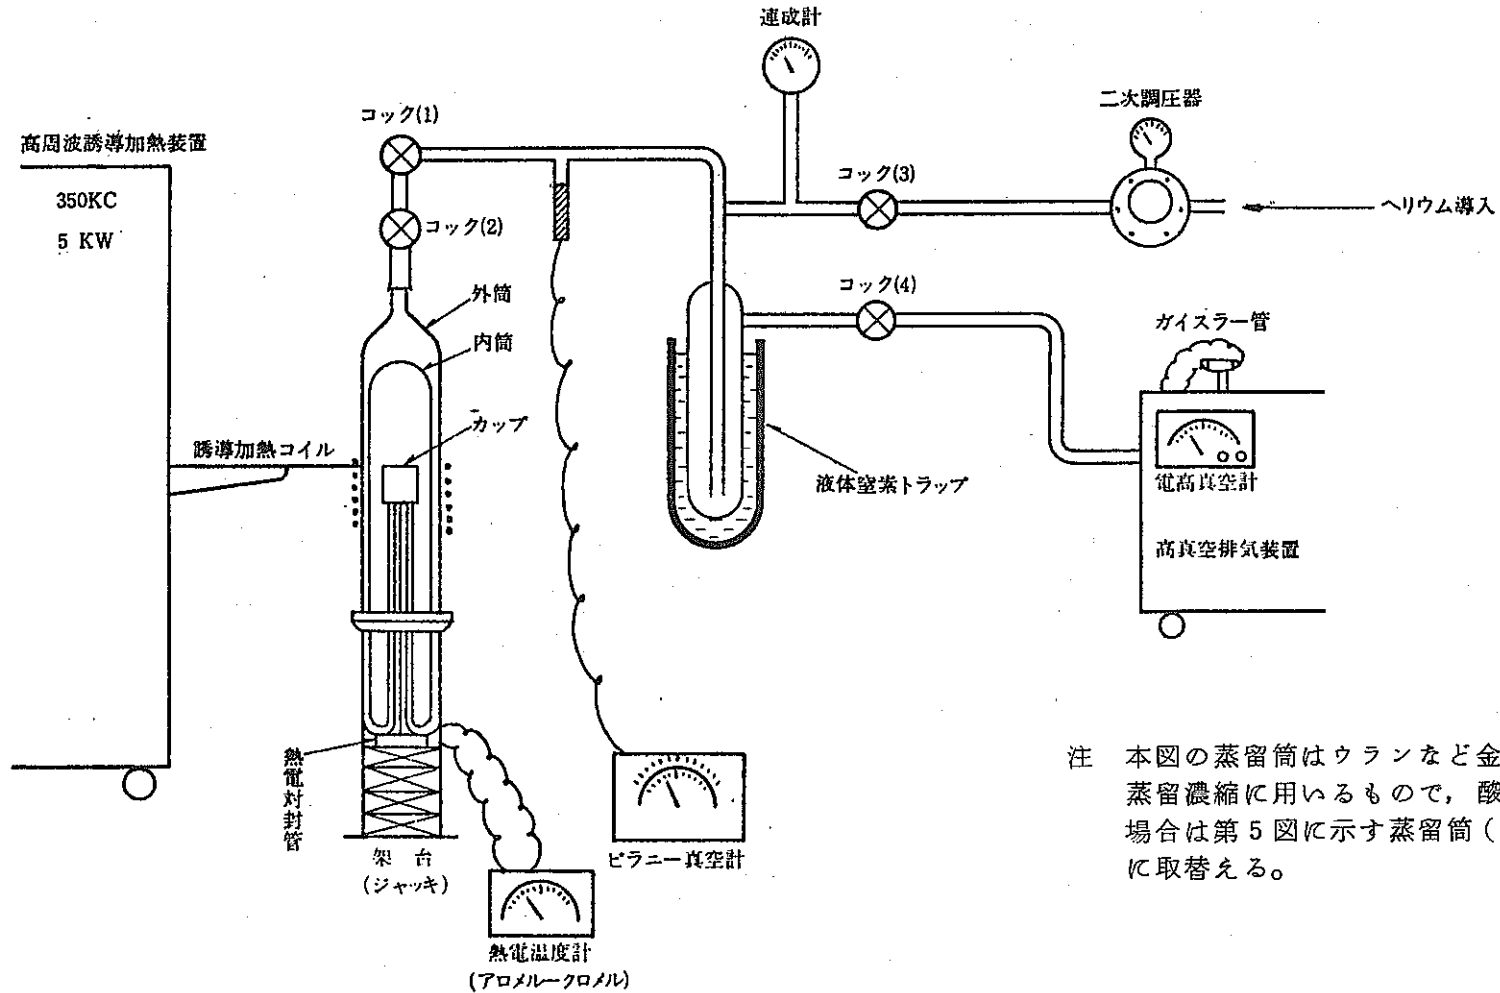 連成計
二次調圧器
コック(1)
高周波誘導加熱装置
350KC
5 KW
コック(2)
コック(3)
ヘリウム導入
コック(4)
外筒
内筒
ガイスラー管
カップ
誘導加熱コイル
液体窒素トラップ
電高真空計
高真空排気装置
熱電対封管
架台
(ジャッキ)
ピラニー真空計
熱電温度計
(アロメルークロメル)
注 本図の蒸留筒はウランなど金
蒸留濃縮に用いるもので,酸
場合は第5図に示す蒸留筒(
に取替える。